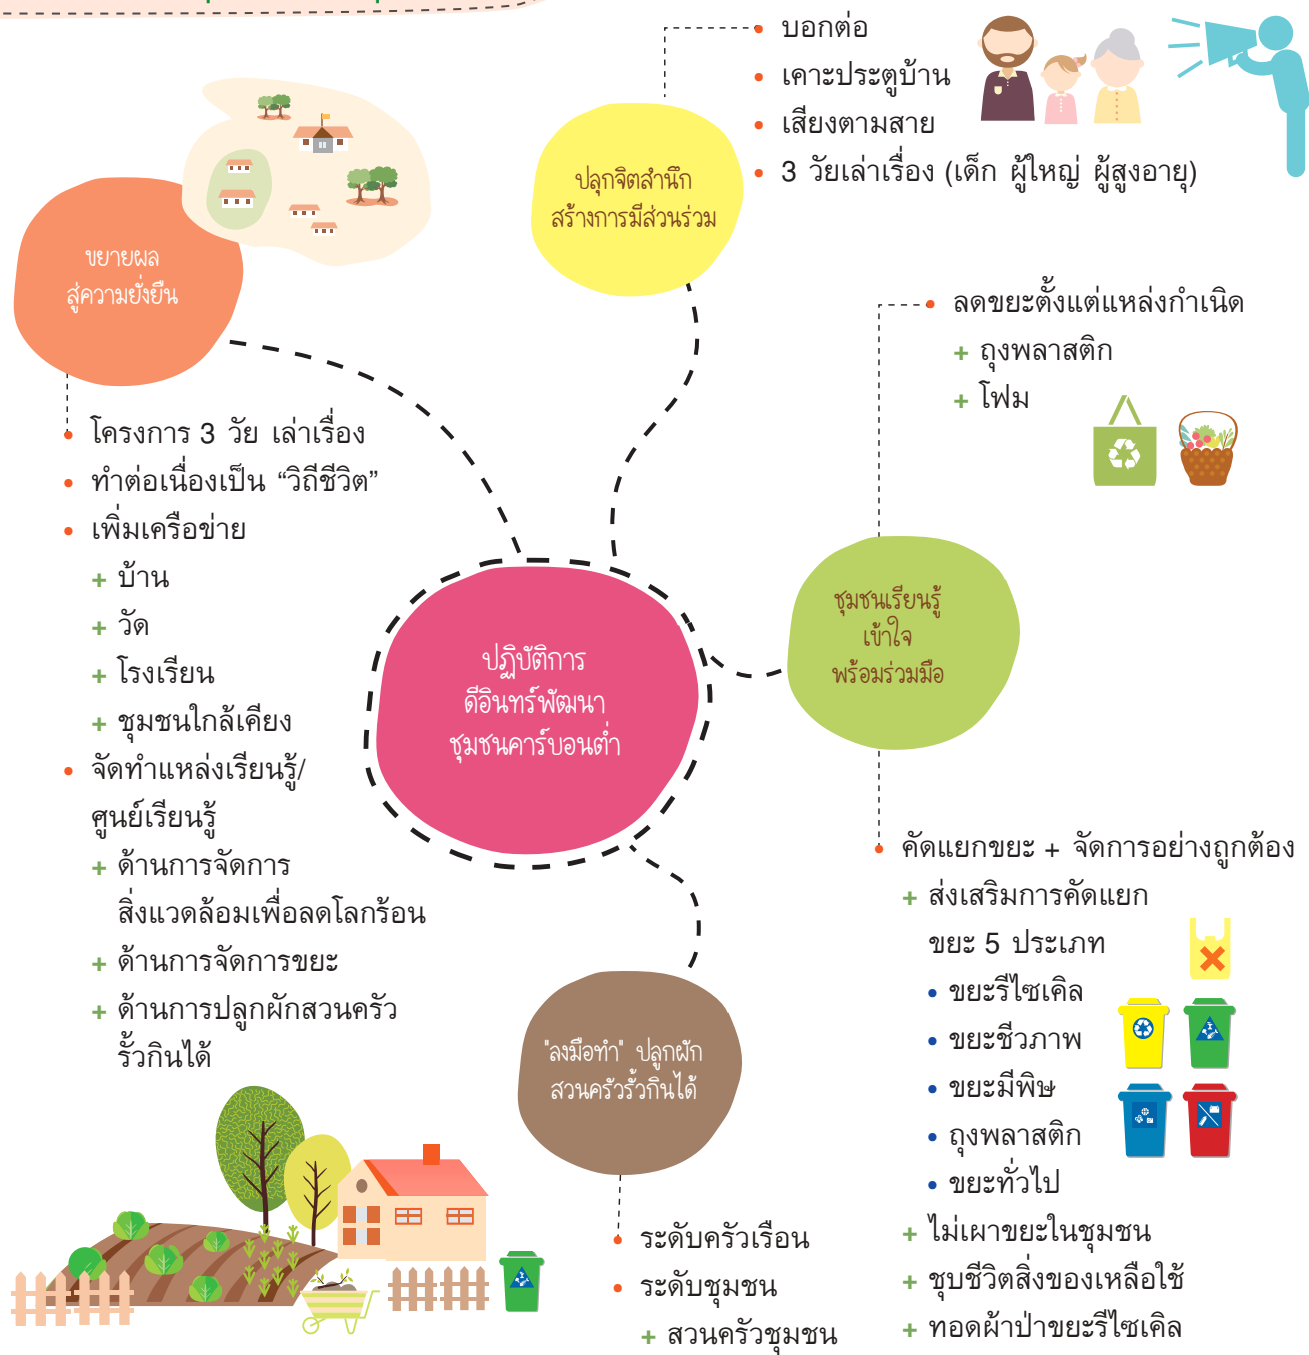 บอกต่อ
เคาะประตูบ้าน
เสียงตามสาย
3 วัยเล่าเรื่อง (เด็ก ผู้ใหญ่ ผู้สูงอายุ)
ปลุกจิตสำนึก
สร้างการมีส่วนร่วม
ขยายผล
สู่ความยั่งยืน
โครงการ 3 วัย เล่าเรื่อง
ทำต่อเนื่องเป็น “วิถีชีวิต”
เพิ่มเครือข่าย
+ บ้าน
+ วัด
+ โรงเรียน
+ ชุมชนใกล้เคียง
จัดทำแหล่งเรียนรู้/
ศูนย์เรียนรู้
+ ด้านการจัดการ
สิ่งแวดล้อมเพื่อลดโลกร้อน
+ ด้านการจัดการขยะ
+ ด้านการปลูกผักสวนครัว
รั้วกินได้
ปฏิบัติการ
ดีอินทร์พัฒนา
ชุมชนคาร์บอนต่ำ
ลดขยะตั้งแต่แหล่งกำเนิด
+ ถุงพลาสติก
+ โฟม
ชุมชนเรียนรู้
เข้าใจ
พร้อมร่วมมือ
คัดแยกขยะ + จัดการอย่างถูกต้อง
+ ส่งเสริมการคัดแยก
ขยะ 5 ประเภท
ขยะรีไซเคิล
ขยะชีวภาพ
ขยะมีพิษ
ถุงพลาสติก
ขยะทั่วไป
+ ไม่เผาขยะในชุมชน
+ ชุบชีวิตสิ่งของเหลือใช้
+ ทอดผ้าป่าขยะรีไซเคิล
"ลงมือทำ" ปลูกผัก
สวนครัวรั้วกินได้
ระดับครัวเรือน
ระดับชุมชน
+ สวนครัวชุมชน